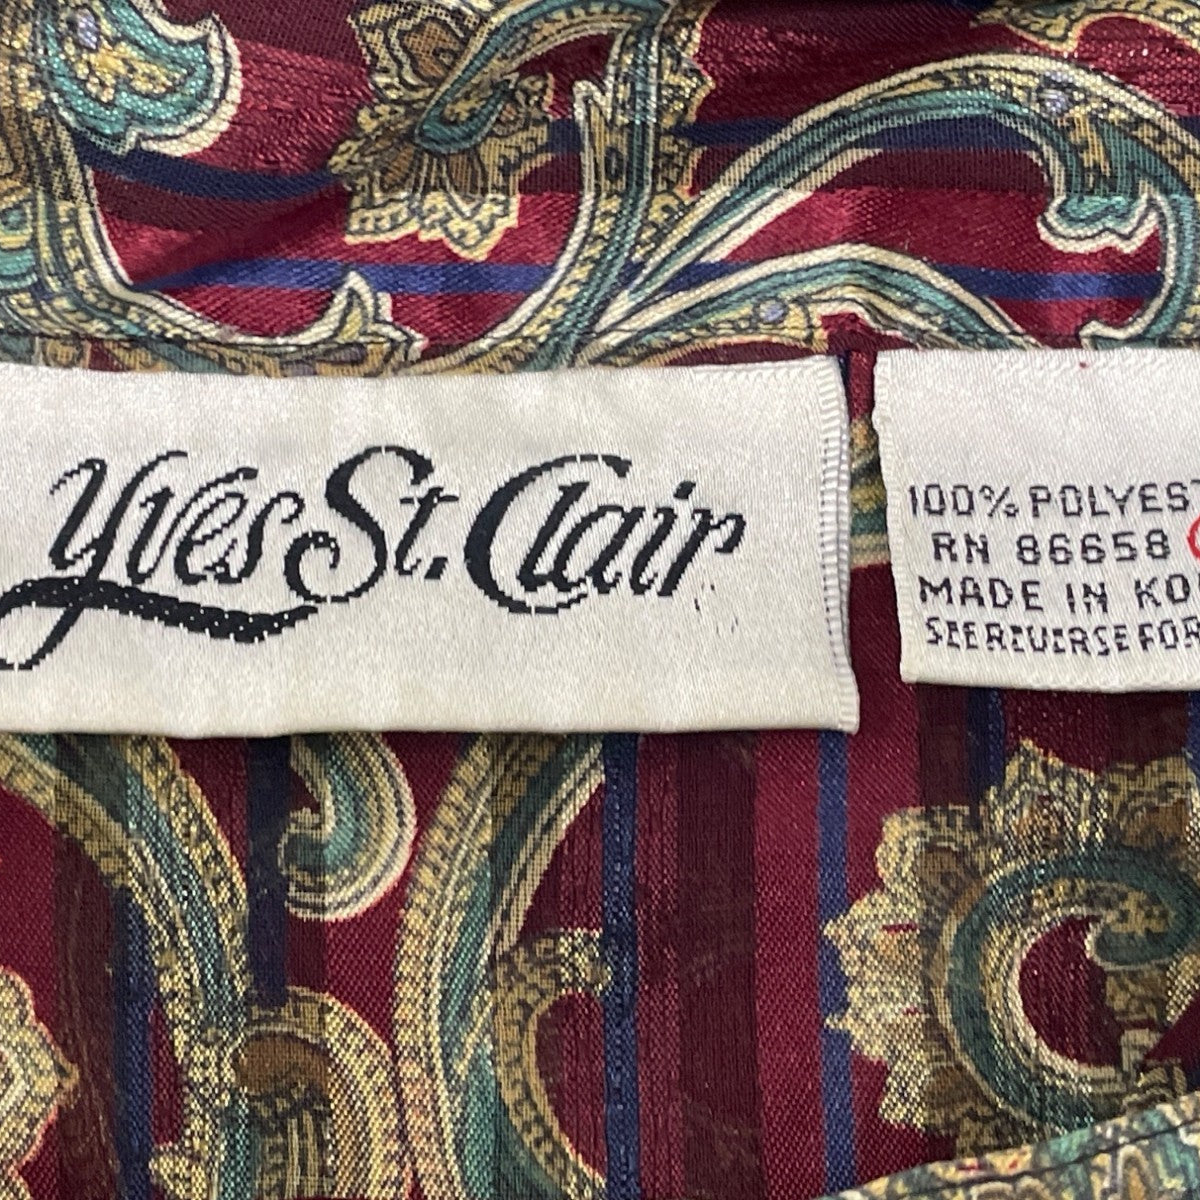 Yves St. Clair
100% POLYEST
RN 86658
MADE IN KO
SEE REVERSE FOR